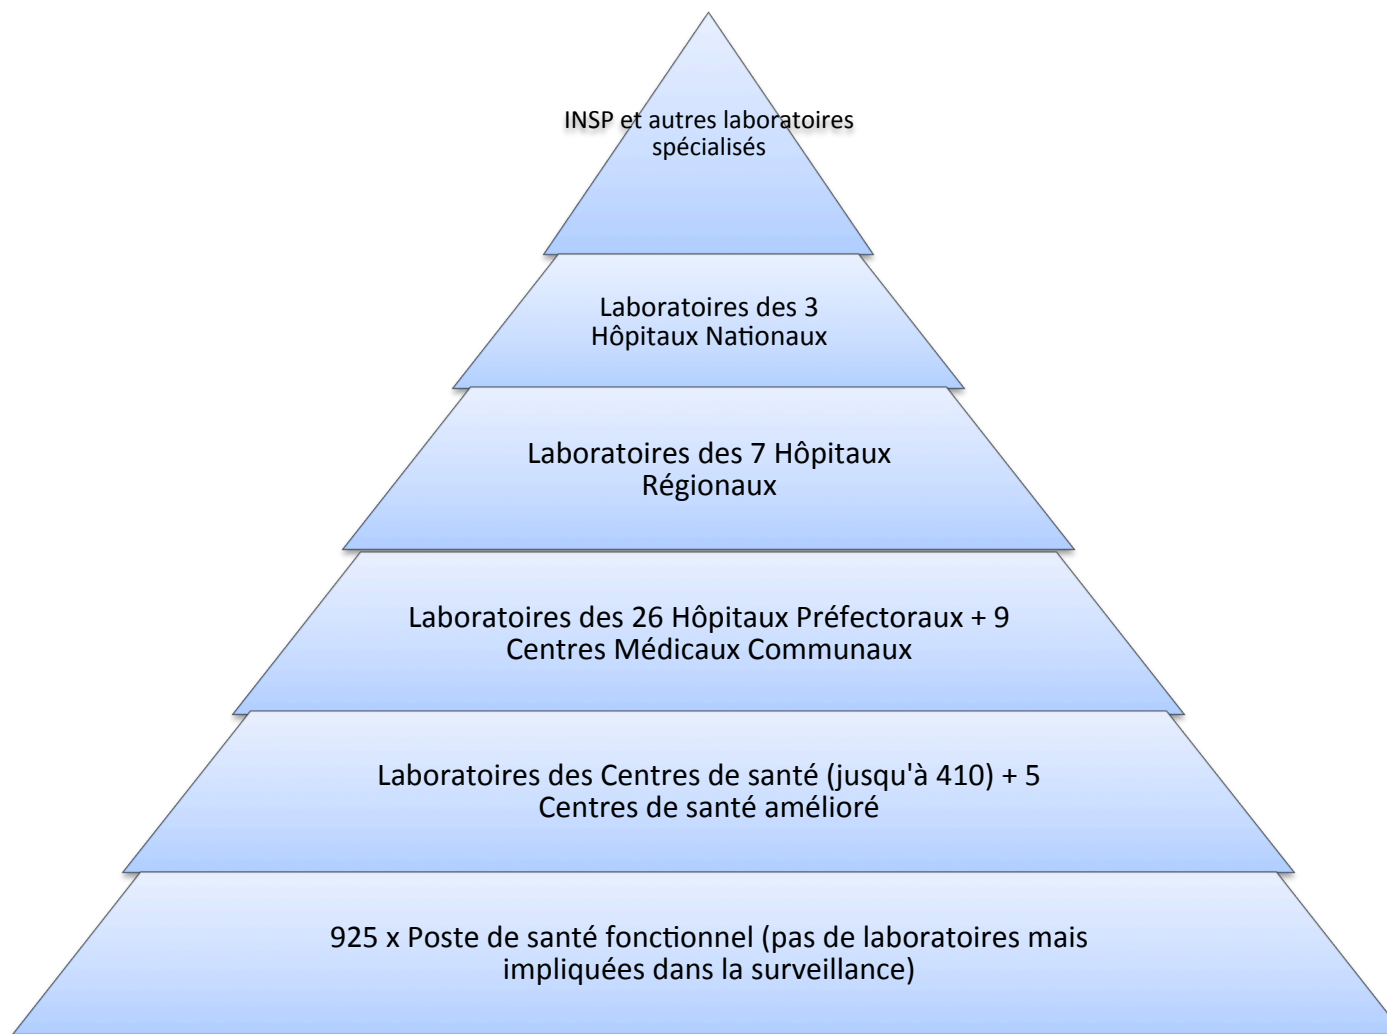 INSP et autres laboratoires
spécialisés
Laboratoires des 3
Hôpitaux Nationaux
Laboratoires des 7 Hôpitaux
Régionaux
Laboratoires des 26 Hôpitaux Préfectoraux + 9
Centres Médicaux Communaux
Laboratoires des Centres de santé (jusqu'à 410) + 5
Centres de santé amélioré
925 x Poste de santé fonctionnel (pas de laboratoires mais
impliquées dans la surveillance)